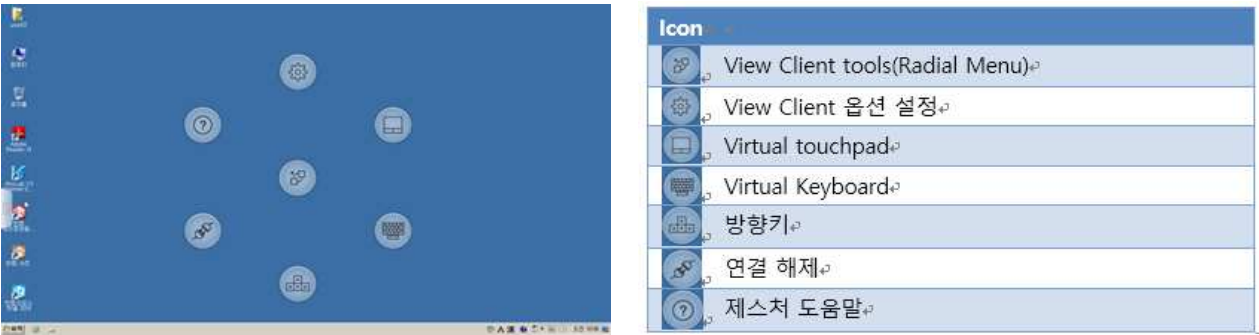 Icon
View Client tools(Radial Menu)
View Client 옵션 설정
Virtual touchpad
Virtual Keyboard
방향키
연결 해제
제스처 도움말